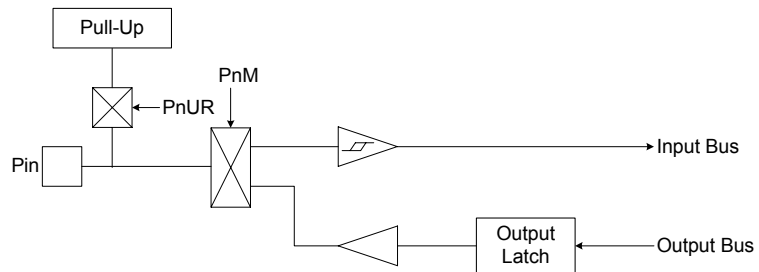 Pull-Up
PnM
PnUR
Pin
Input Bus
Output
Latch
Output Bus